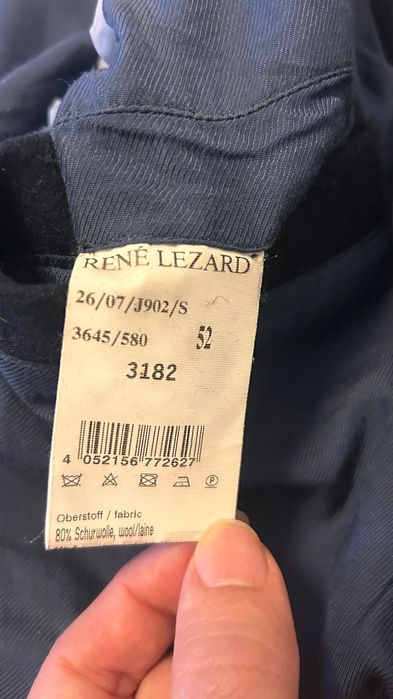 RENÉ LEZARD
26/07/J902/S
3645/580 52
3182
4 052156 772627
P
Oberstoff / fabric
80% Schurwolle, wool/laine